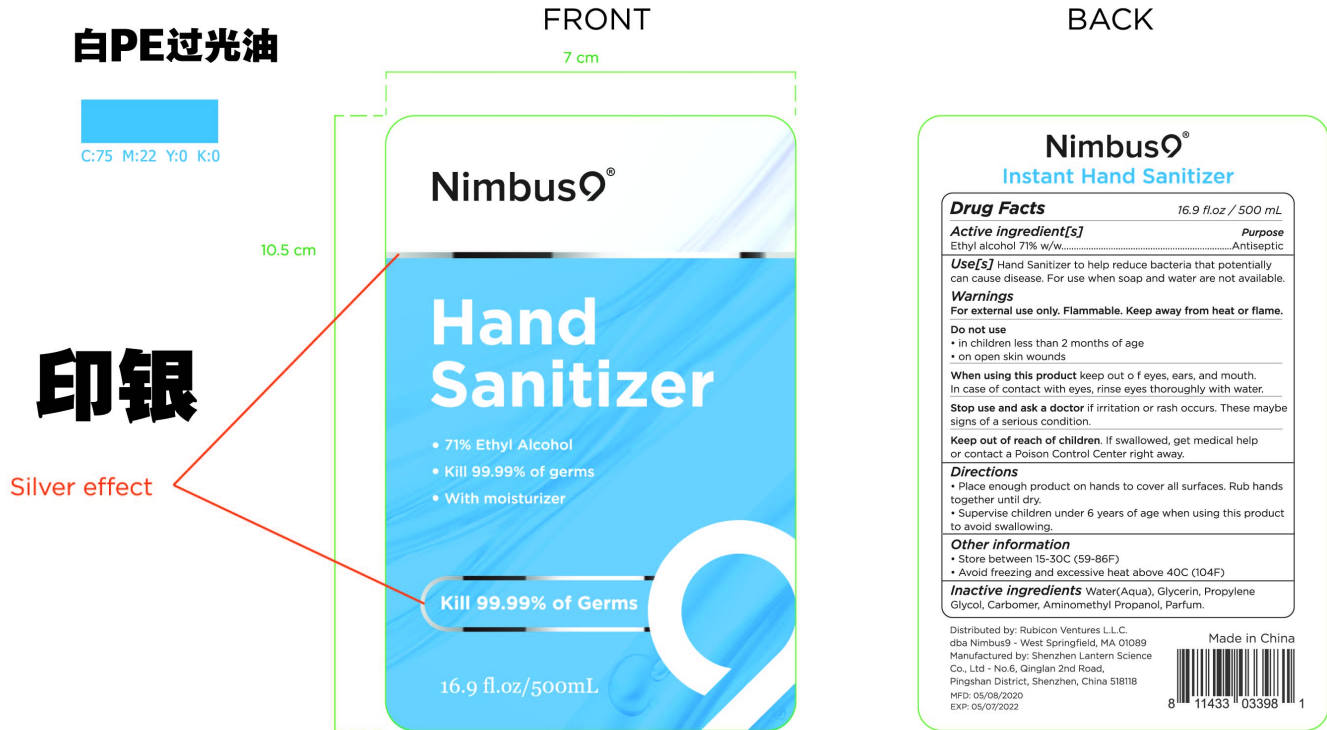 白PE过光油
C:75 M:22 Y:0 K:0
印银
Silver effect
FRONT
7 cm
10.5 cm
Nimbus9®
Hand
Sanitizer
• 71% Ethyl Alcohol
• Kill 99.99% of germs
• With moisturizer
Kill 99.99% of Germs
9
16.9 fl.oz/500mL
BACK
Nimbus9®
Instant Hand Sanitizer
Drug Facts 16.9 fl.oz / 500 mL
Active ingredient[s] Purpose
Ethyl alcohol 71% w/w......................................................................Antiseptic
Use[s] Hand Sanitizer to help reduce bacteria that potentially
can cause disease. For use when soap and water are not available.
Warnings
For external use only. Flammable. Keep away from heat or flame.
Do not use
• in children less than 2 months of age
• on open skin wounds
When using this product keep out o f eyes, ears, and mouth.
In case of contact with eyes, rinse eyes thoroughly with water.
Stop use and ask a doctor if irritation or rash occurs. These maybe
signs of a serious condition.
Keep out of reach of children. If swallowed, get medical help
or contact a Poison Control Center right away.
Directions
• Place enough product on hands to cover all surfaces. Rub hands
together until dry.
• Supervise children under 6 years of age when using this product
to avoid swallowing.
Other information
• Store between 15-30C (59-86F)
• Avoid freezing and excessive heat above 40C (104F)
Inactive ingredients Water(Aqua), Glycerin, Propylene
Glycol, Carbomer, Aminomethyl Propanol, Parfum.
Distributed by: Rubicon Ventures L.L.C.
dba Nimbus9 - West Springfield, MA 01089
Manufactured by: Shenzhen Lantern Science
Co., Ltd - No.6, Qinglan 2nd Road,
Pingshan District, Shenzhen, China 518118
MFD: 05/08/2020
EXP: 05/07/2022
Made in China
8 11433 03398 1